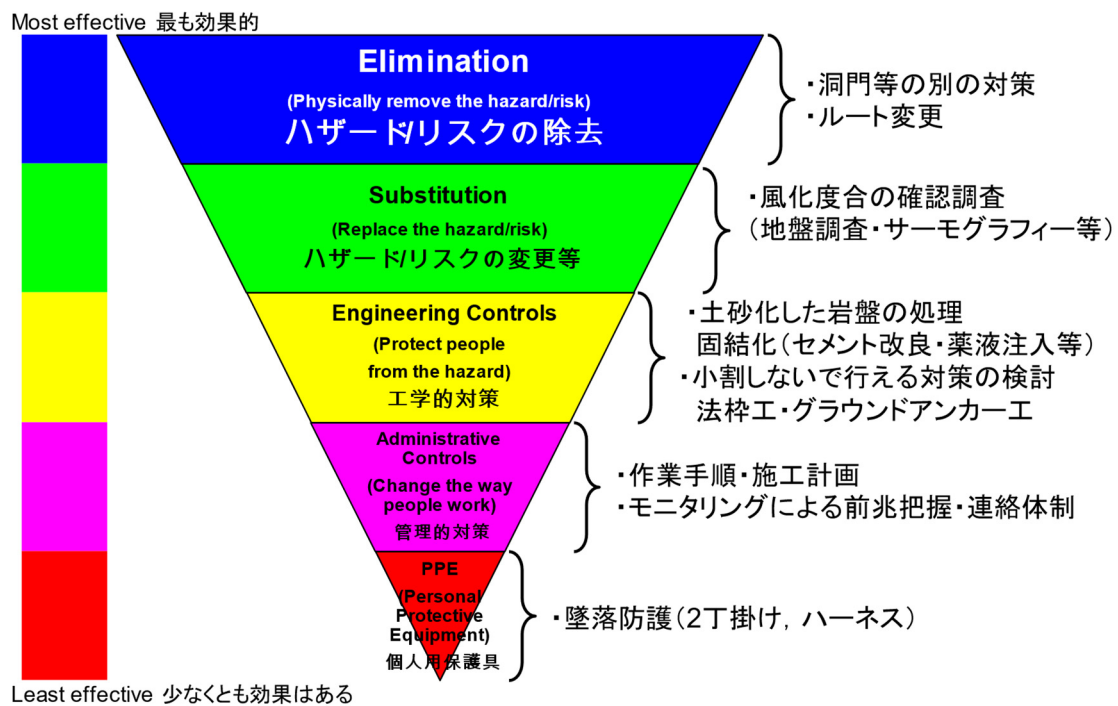 Most effective 最も効果的
Elimination
(Physically remove the hazard/risk)
ハザード/リスクの除去
・洞門等の別の対策
・ルート変更
Substitution
(Replace the hazard/risk)
ハザード/リスクの変更等
・風化度合の確認調査
(地盤調査・サーモグラフィー等)
Engineering Controls
(Protect people
from the hazard)
工学的対策
・土砂化した岩盤の処理
固結化(セメント改良・薬液注入等)
・小割しないで行える対策の検討
法枠工・グラウンドアンカー工
Administrative
Controls
(Change the way
people work)
管理的対策
・作業手順・施工計画
・モニタリングによる前兆把握・連絡体制
PPE
(Personal
Protective
Equipment)
個人用保護具
・墜落防護(2丁掛け, ハーネス)
Least effective 少なくとも効果はある